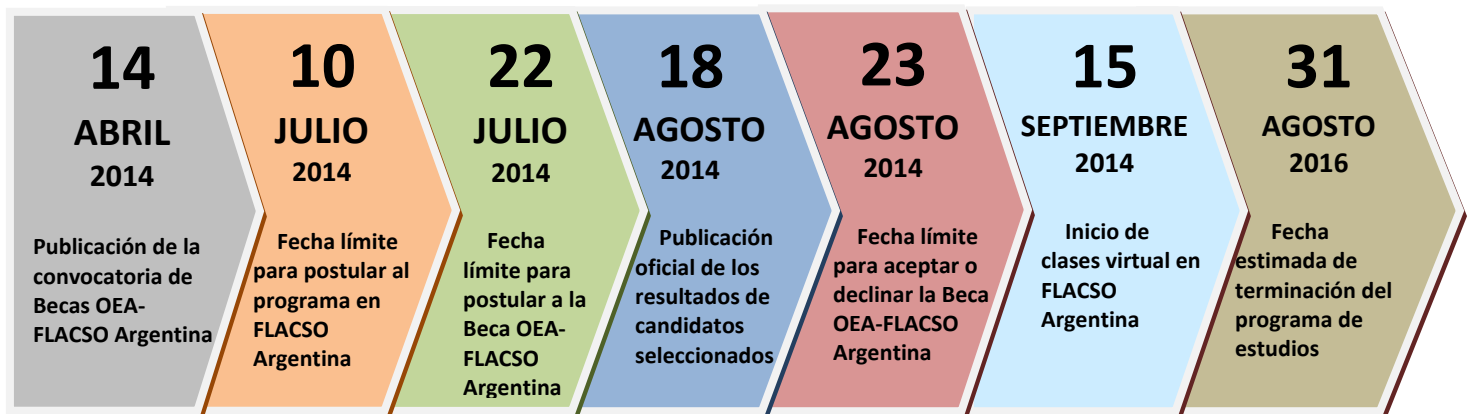 14
ABRIL
2014
Publicación de la
convocatoria de
Becas OEA-
FLACSO Argentina
10
JULIO
2014
Fecha límite
para postular al
programa en
FLACSO
Argentina
22
JULIO
2014
Fecha
límite para
postular a la
Beca OEA-
FLACSO
Argentina
18
AGOSTO
2014
Publicación
oficial de los
resultados de
candidatos
seleccionados
23
AGOSTO
2014
Fecha límite
para aceptar o
declinar la Beca
OEA-FLACSO
Argentina
15
SEPTIEMBRE
2014
Inicio de
clases virtual en
FLACSO
Argentina
31
AGOSTO
2016
Fecha
estimada de
terminación del
programa de
estudios